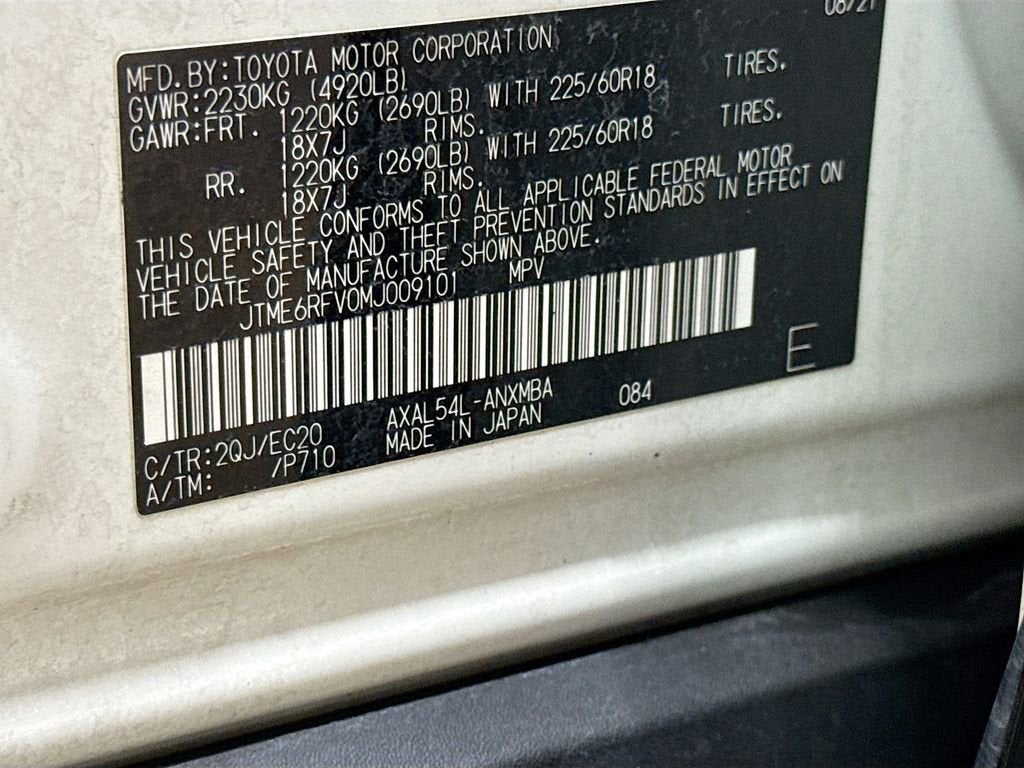 08/21
MFD. BY: TOYOTA MOTOR CORPORATION
GVWR: 2230KG (4920LB)
GAWR: FRT. 1220KG (2690LB) WITH 225/60R18 TIRES.
18X7J RIMS.
RR. 1220KG (2690LB) WITH 225/60R18 TIRES.
18X7J RIMS.
THIS VEHICLE CONFORMS TO ALL APPLICABLE FEDERAL MOTOR
VEHICLE SAFETY AND THEFT PREVENTION STANDARDS IN EFFECT ON
THE DATE OF MANUFACTURE SHOWN ABOVE.
JTME6RFV0MJ009101 MPV
C/TR: 2QJ/EC20 AXAL54L-ANXMBA 084 E
A/TM: /P710 MADE IN JAPAN